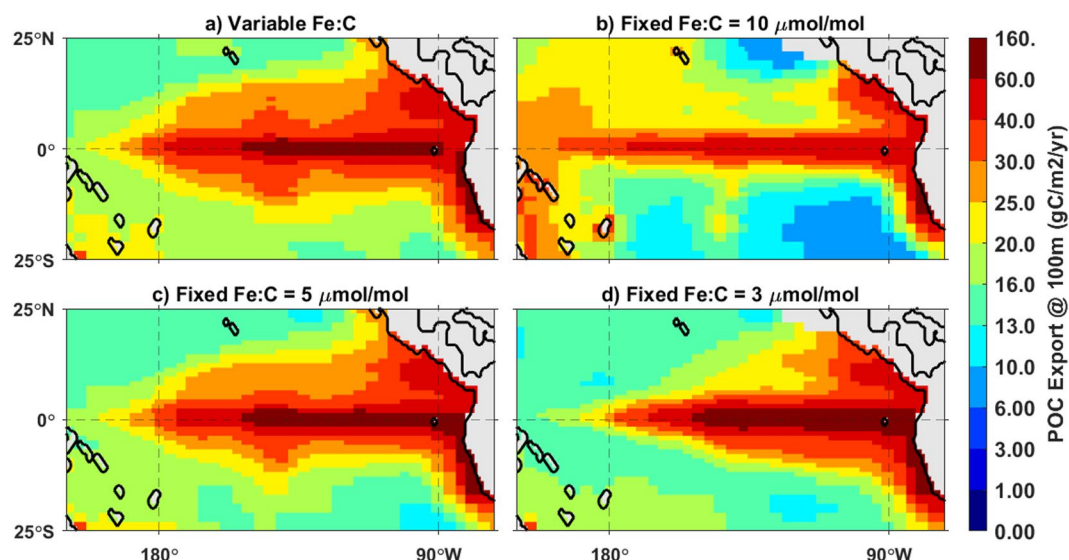 a) Variable Fe:C
b) Fixed Fe:C = 10 μmol/mol
25°N
0°
25°S
c) Fixed Fe:C = 5 μmol/mol
d) Fixed Fe:C = 3 μmol/mol
25°N
0°
25°S
180°
90°W
180°
90°W
160.
60.0
40.0
30.0
25.0
20.0
16.0
13.0
10.0
6.00
3.00
1.00
0.00
POC Export @ 100m (gC/m2/yr)